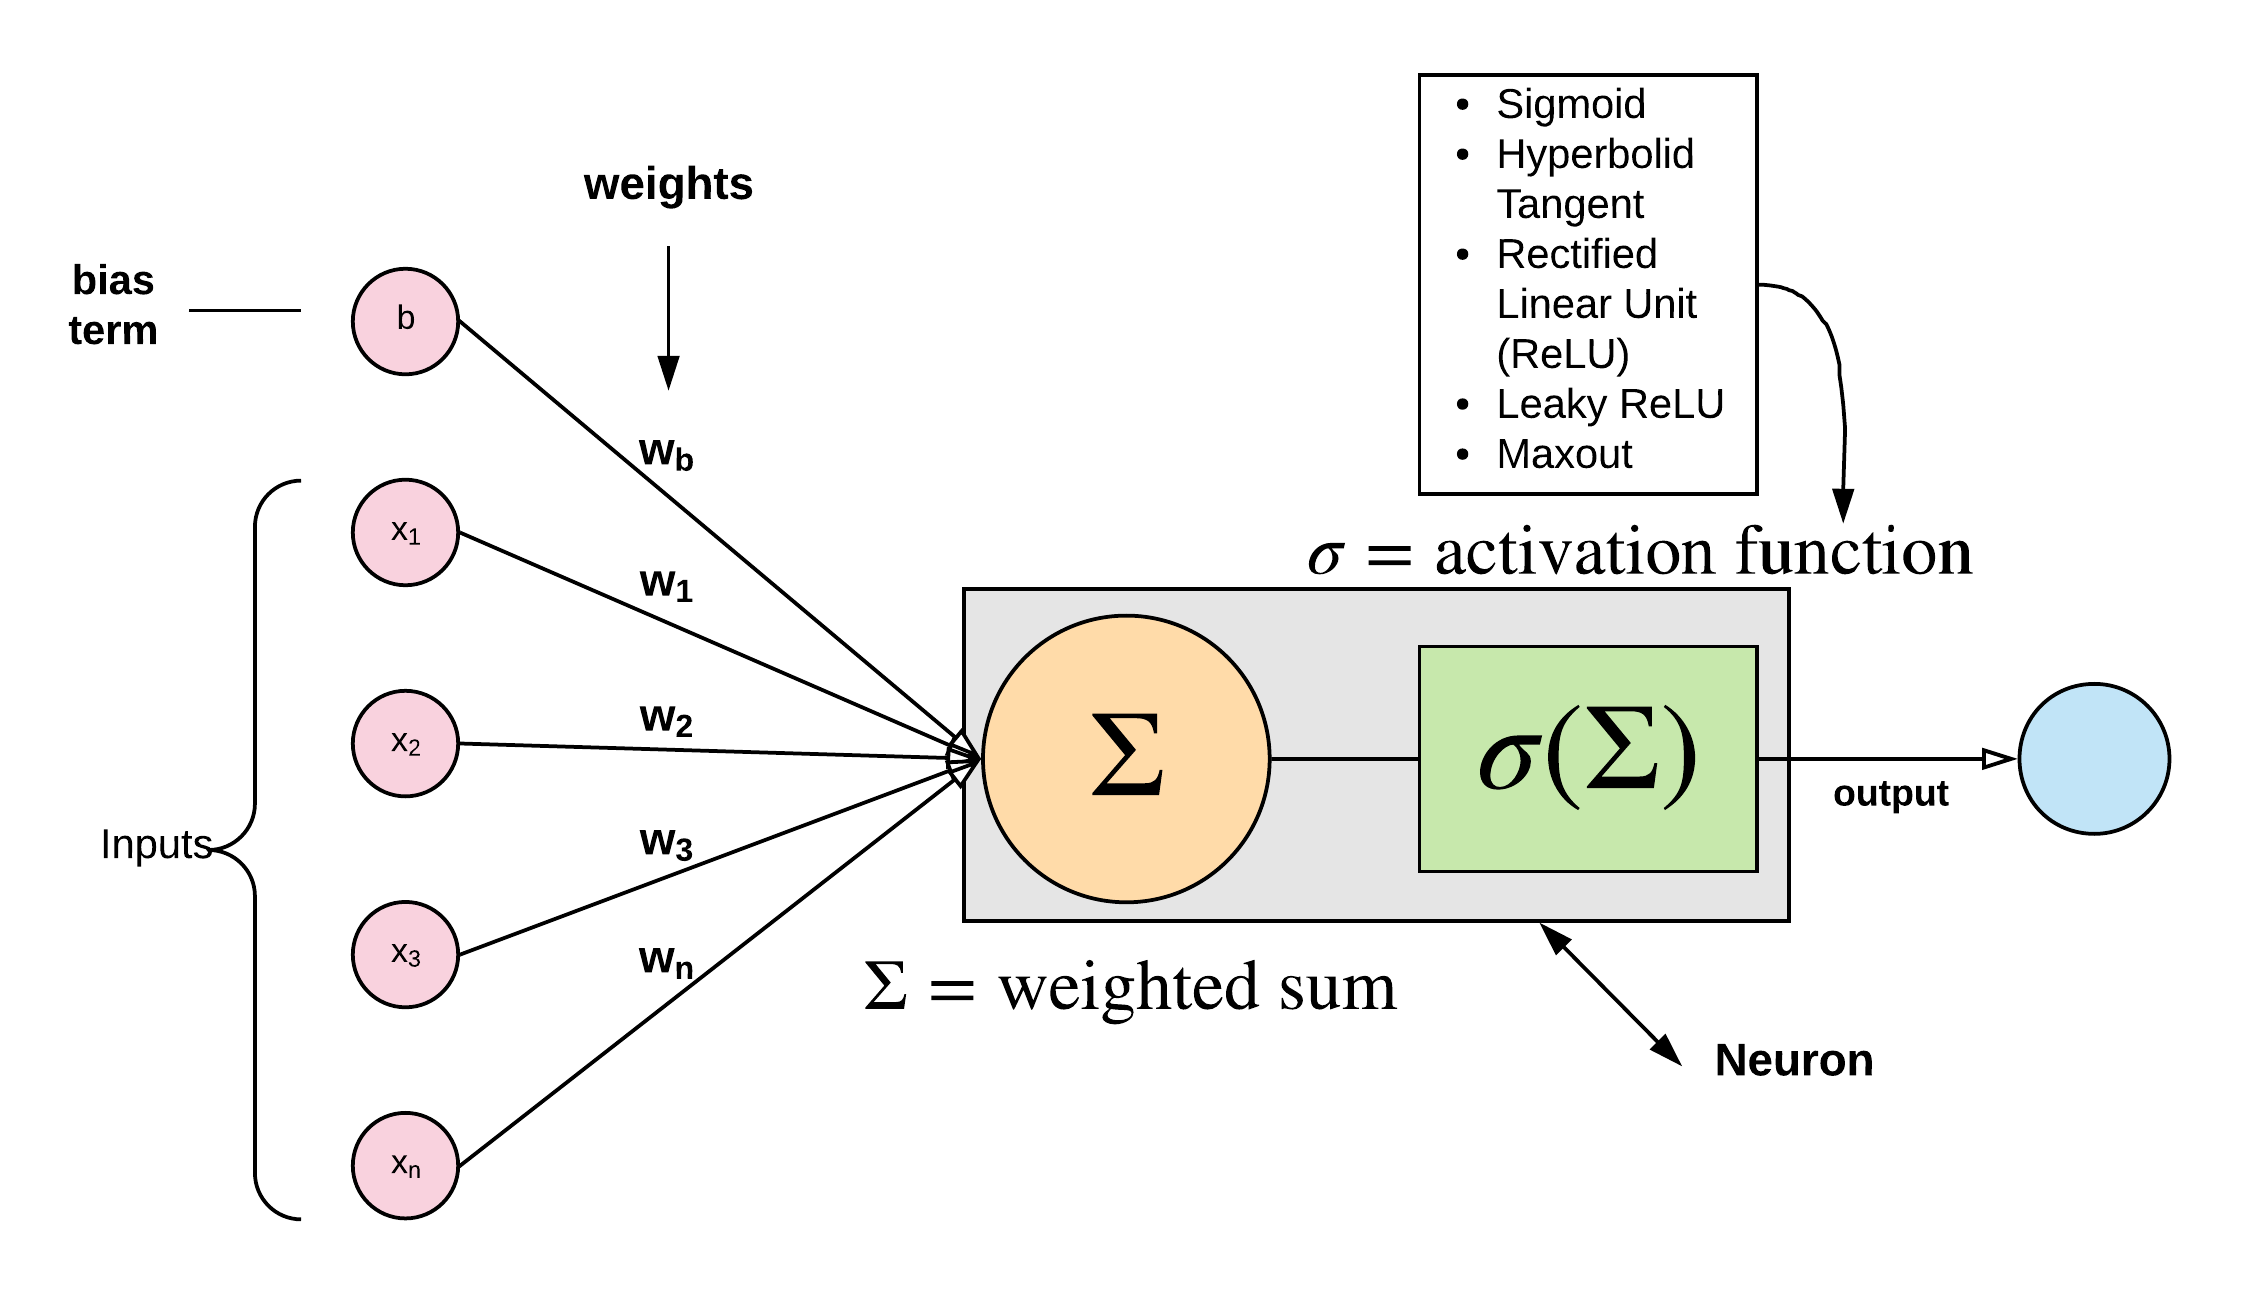 • Sigmoid
• Hyperbolid
Tangent
• Rectified
Linear Unit
(ReLU)
• Leaky ReLU
• Maxout
weights
bias
term
b
w_b
x₁
w₁
σ = activation function
x₂
w₂
Σ
σ(Σ)
output
Inputs
w₃
x₃
wₙ
Σ = weighted sum
Neuron
xₙ